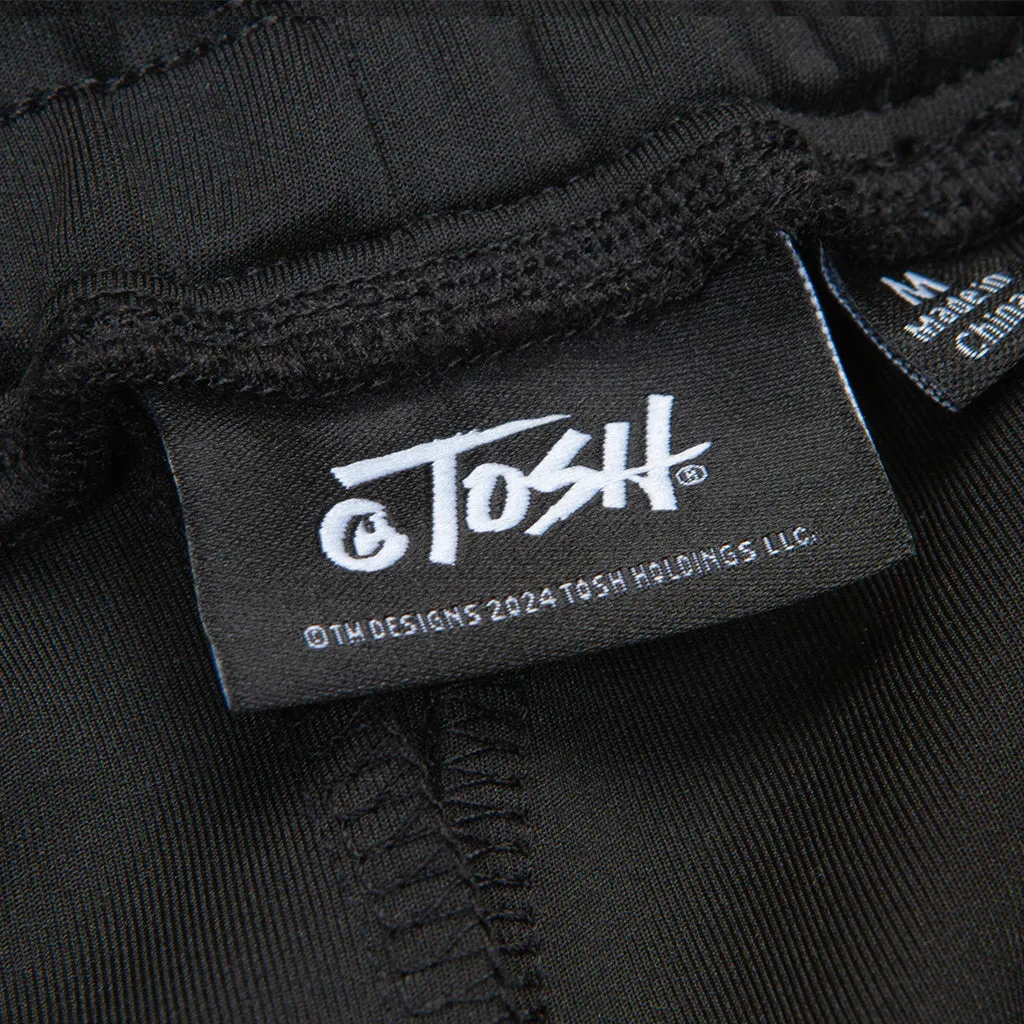 © TOSH®
©TM DESIGNS 2024 TOSH HOLDINGS LLC.
M
Made in
China